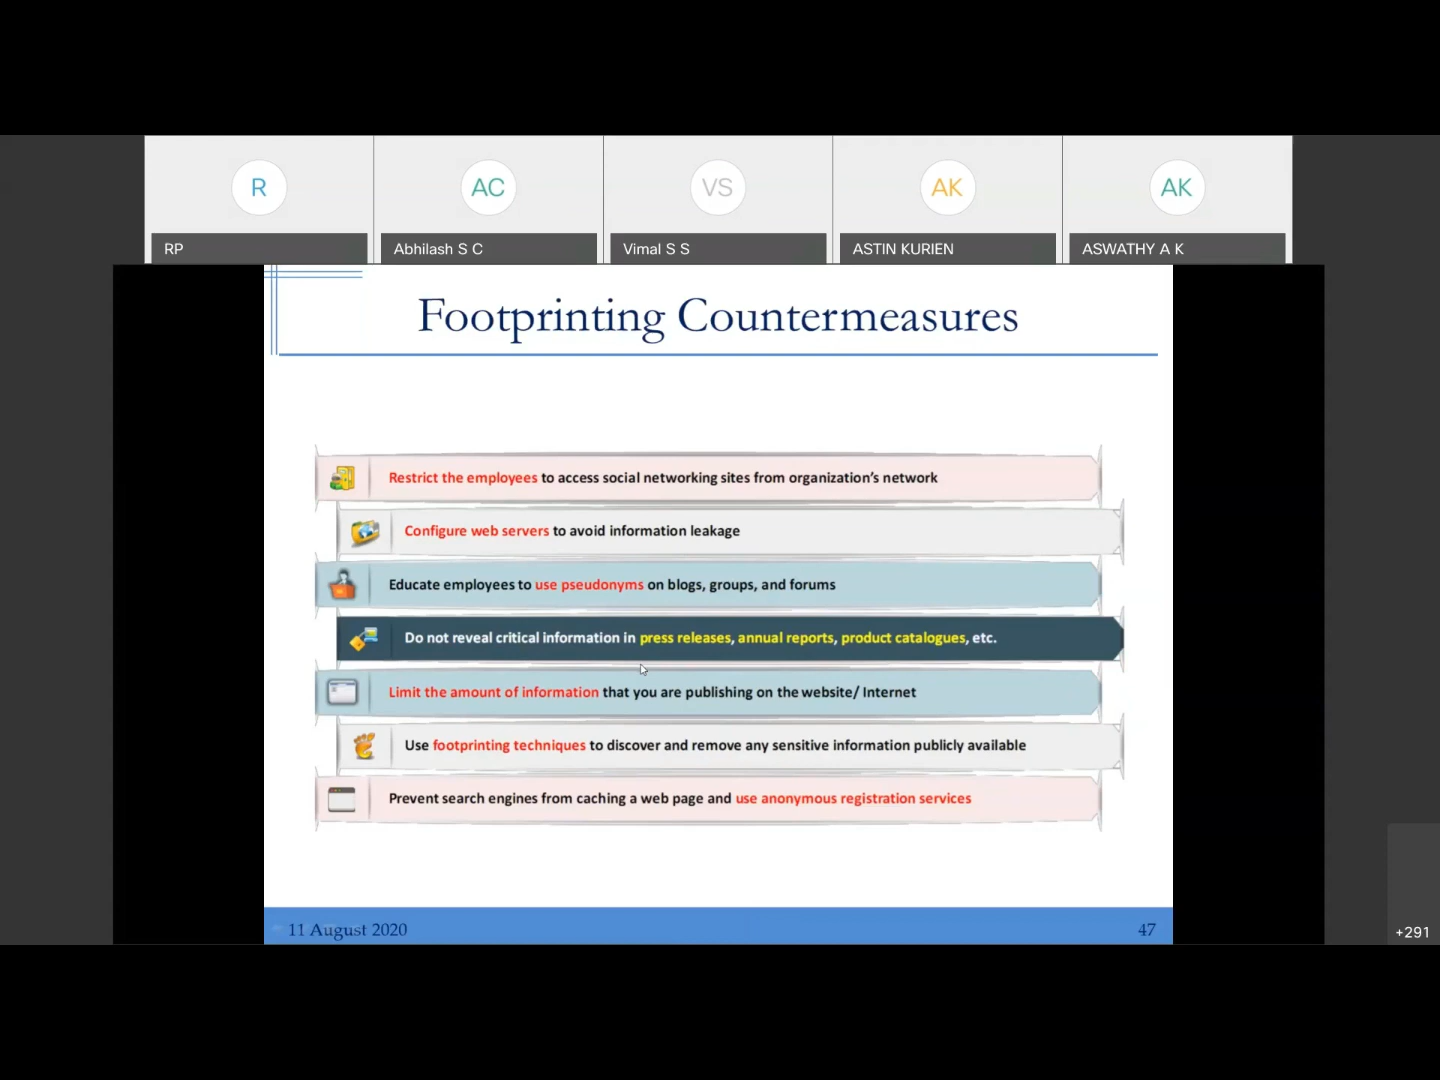 R
AC
VS
AK
AK
RP
Abhilash S C
Vimal S S
ASTIN KURIEN
ASWATHY A K
Footprinting Countermeasures
Restrict the employees to access social networking sites from organization's network
Configure web servers to avoid information leakage
Educate employees to use pseudonyms on blogs, groups, and forums
Do not reveal critical information in press releases, annual reports, product catalogues, etc.
Limit the amount of information that you are publishing on the website/ Internet
Use footprinting techniques to discover and remove any sensitive information publicly available
Prevent search engines from caching a web page and use anonymous registration services
11 August 2020
47
+291